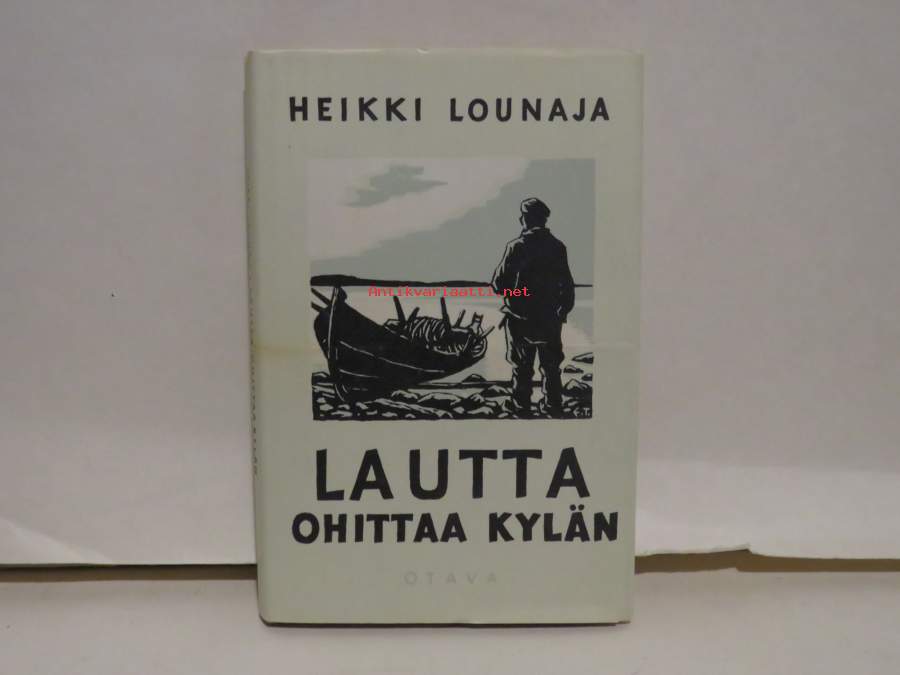 HEIKKI LOUNAJA
Antikvariaatti.net
LAUTTA
OHITTAA KYLÄN
OTAVA